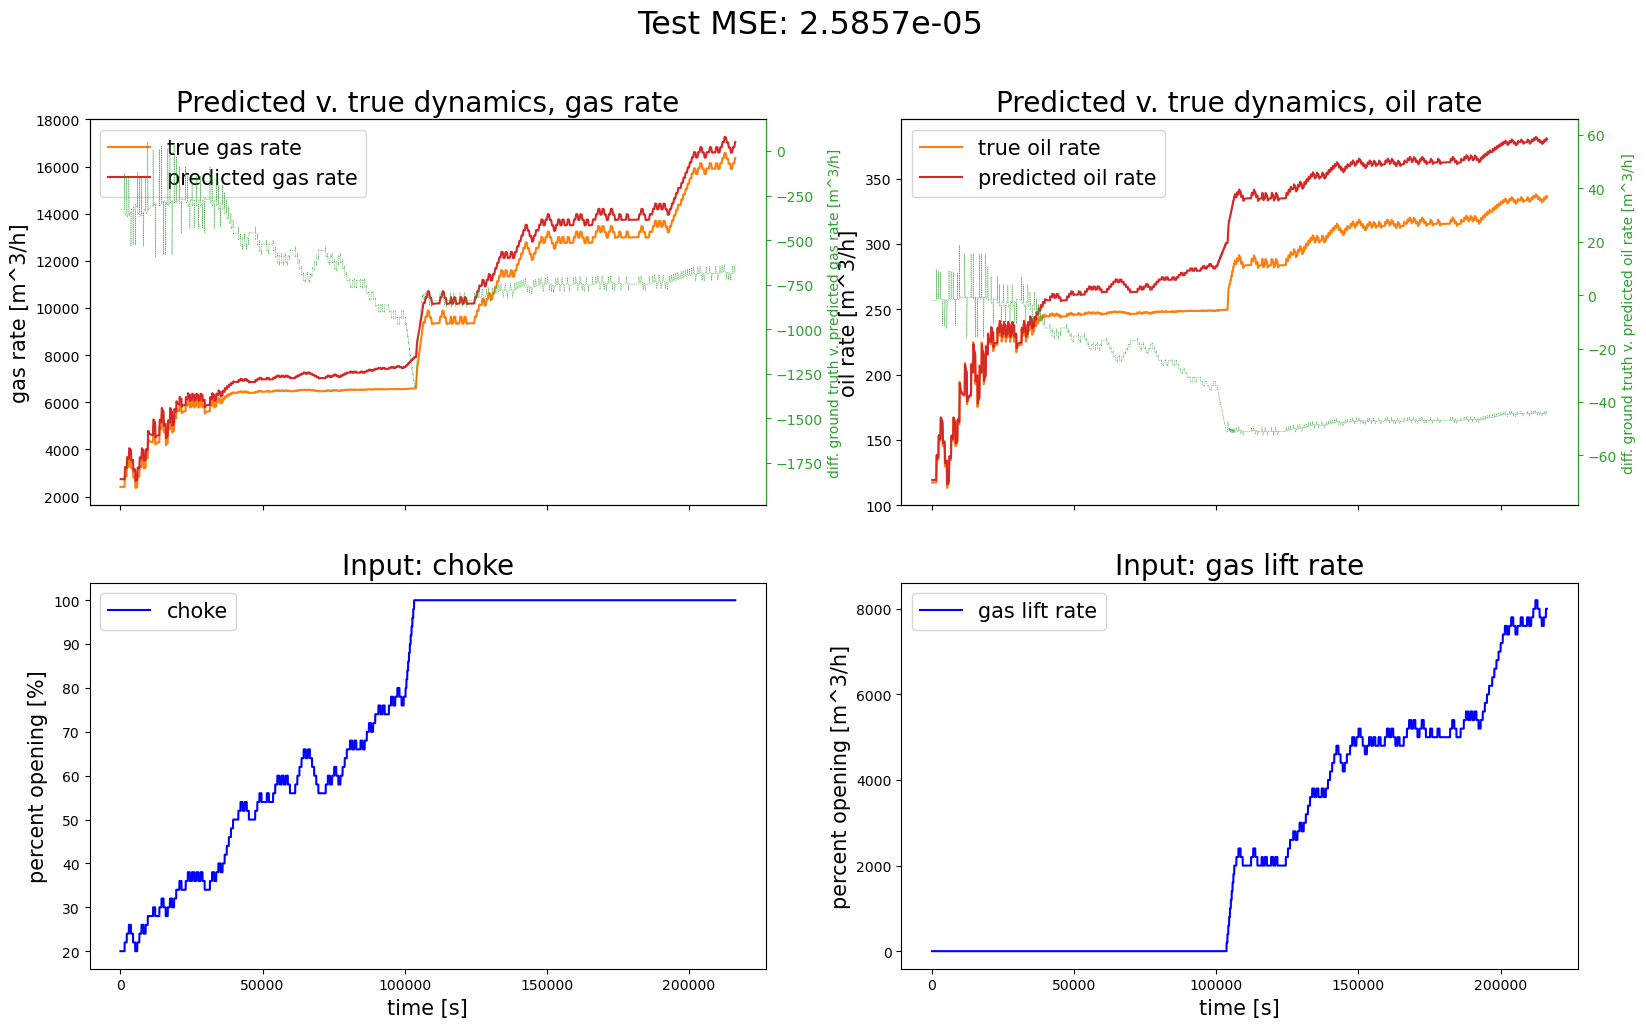 Test MSE: 2.5857e-05
Predicted v. true dynamics, gas rate
18000
16000
14000
12000
10000
8000
6000
4000
2000
gas rate [m^3/h]
true gas rate
predicted gas rate
0
−250
−500
−750
−1000
−1250
−1500
−1750
diff. ground truth v. predicted gas rate [m^3/h]
Predicted v. true dynamics, oil rate
350
300
250
200
150
100
oil rate [m^3/h]
true oil rate
predicted oil rate
60
40
20
0
−20
−40
−60
diff. ground truth v. predicted oil rate [m^3/h]
Input: choke
100
90
80
70
60
50
40
30
20
percent opening [%]
choke
0 50000 100000 150000 200000
time [s]
Input: gas lift rate
8000
6000
4000
2000
0
percent opening [m^3/h]
gas lift rate
0 50000 100000 150000 200000
time [s]